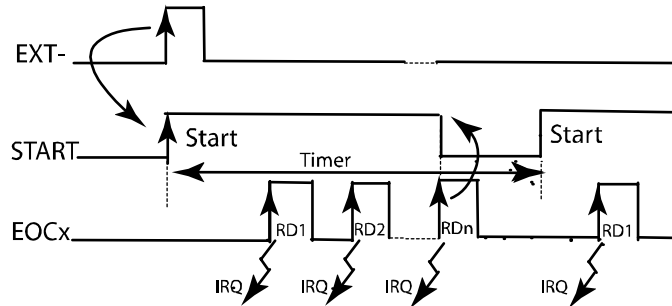 EXT-
Start Start
START
Timer
EOCx RD1 RD2 RDn RD1
IRQ IRQ IRQ IRQ